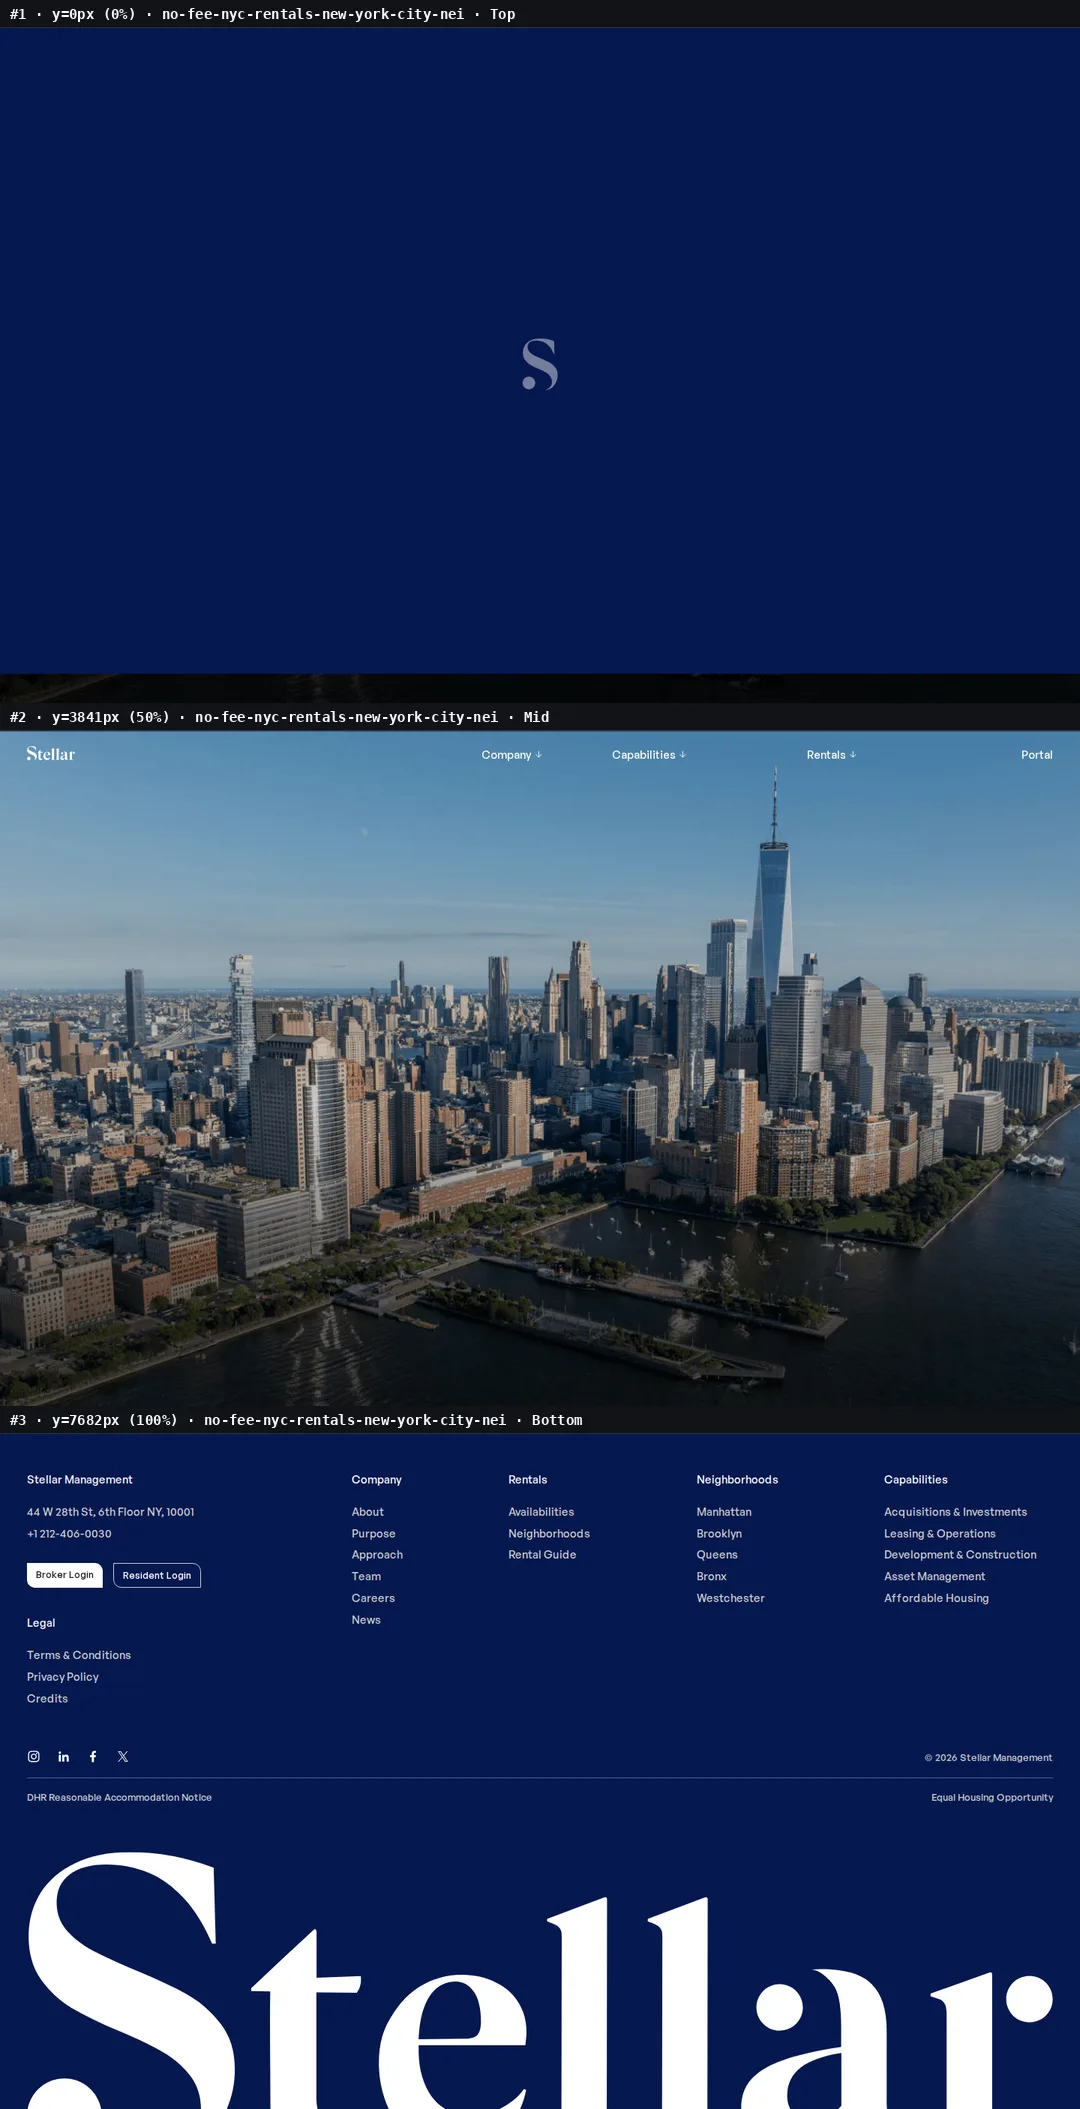 #1 · y=0px (0%) · no-fee-nyc-rentals-new-york-city-nei · Top
S
#2 · y=3841px (50%) · no-fee-nyc-rentals-new-york-city-nei · Mid
Stellar
Company ↓
Capabilities ↓
Rentals ↓
Portal
#3 · y=7682px (100%) · no-fee-nyc-rentals-new-york-city-nei · Bottom
Stellar Management
44 W 28th St, 6th Floor NY, 10001
+1 212-406-0030
Broker Login
Resident Login
Legal
Terms & Conditions
Privacy Policy
Credits
Company
About
Purpose
Approach
Team
Careers
News
Rentals
Availabilities
Neighborhoods
Rental Guide
Neighborhoods
Manhattan
Brooklyn
Queens
Bronx
Westchester
Capabilities
Acquisitions & Investments
Leasing & Operations
Development & Construction
Asset Management
Affordable Housing
© 2026 Stellar Management
DHR Reasonable Accommodation Notice
Equal Housing Opportunity
Stellar